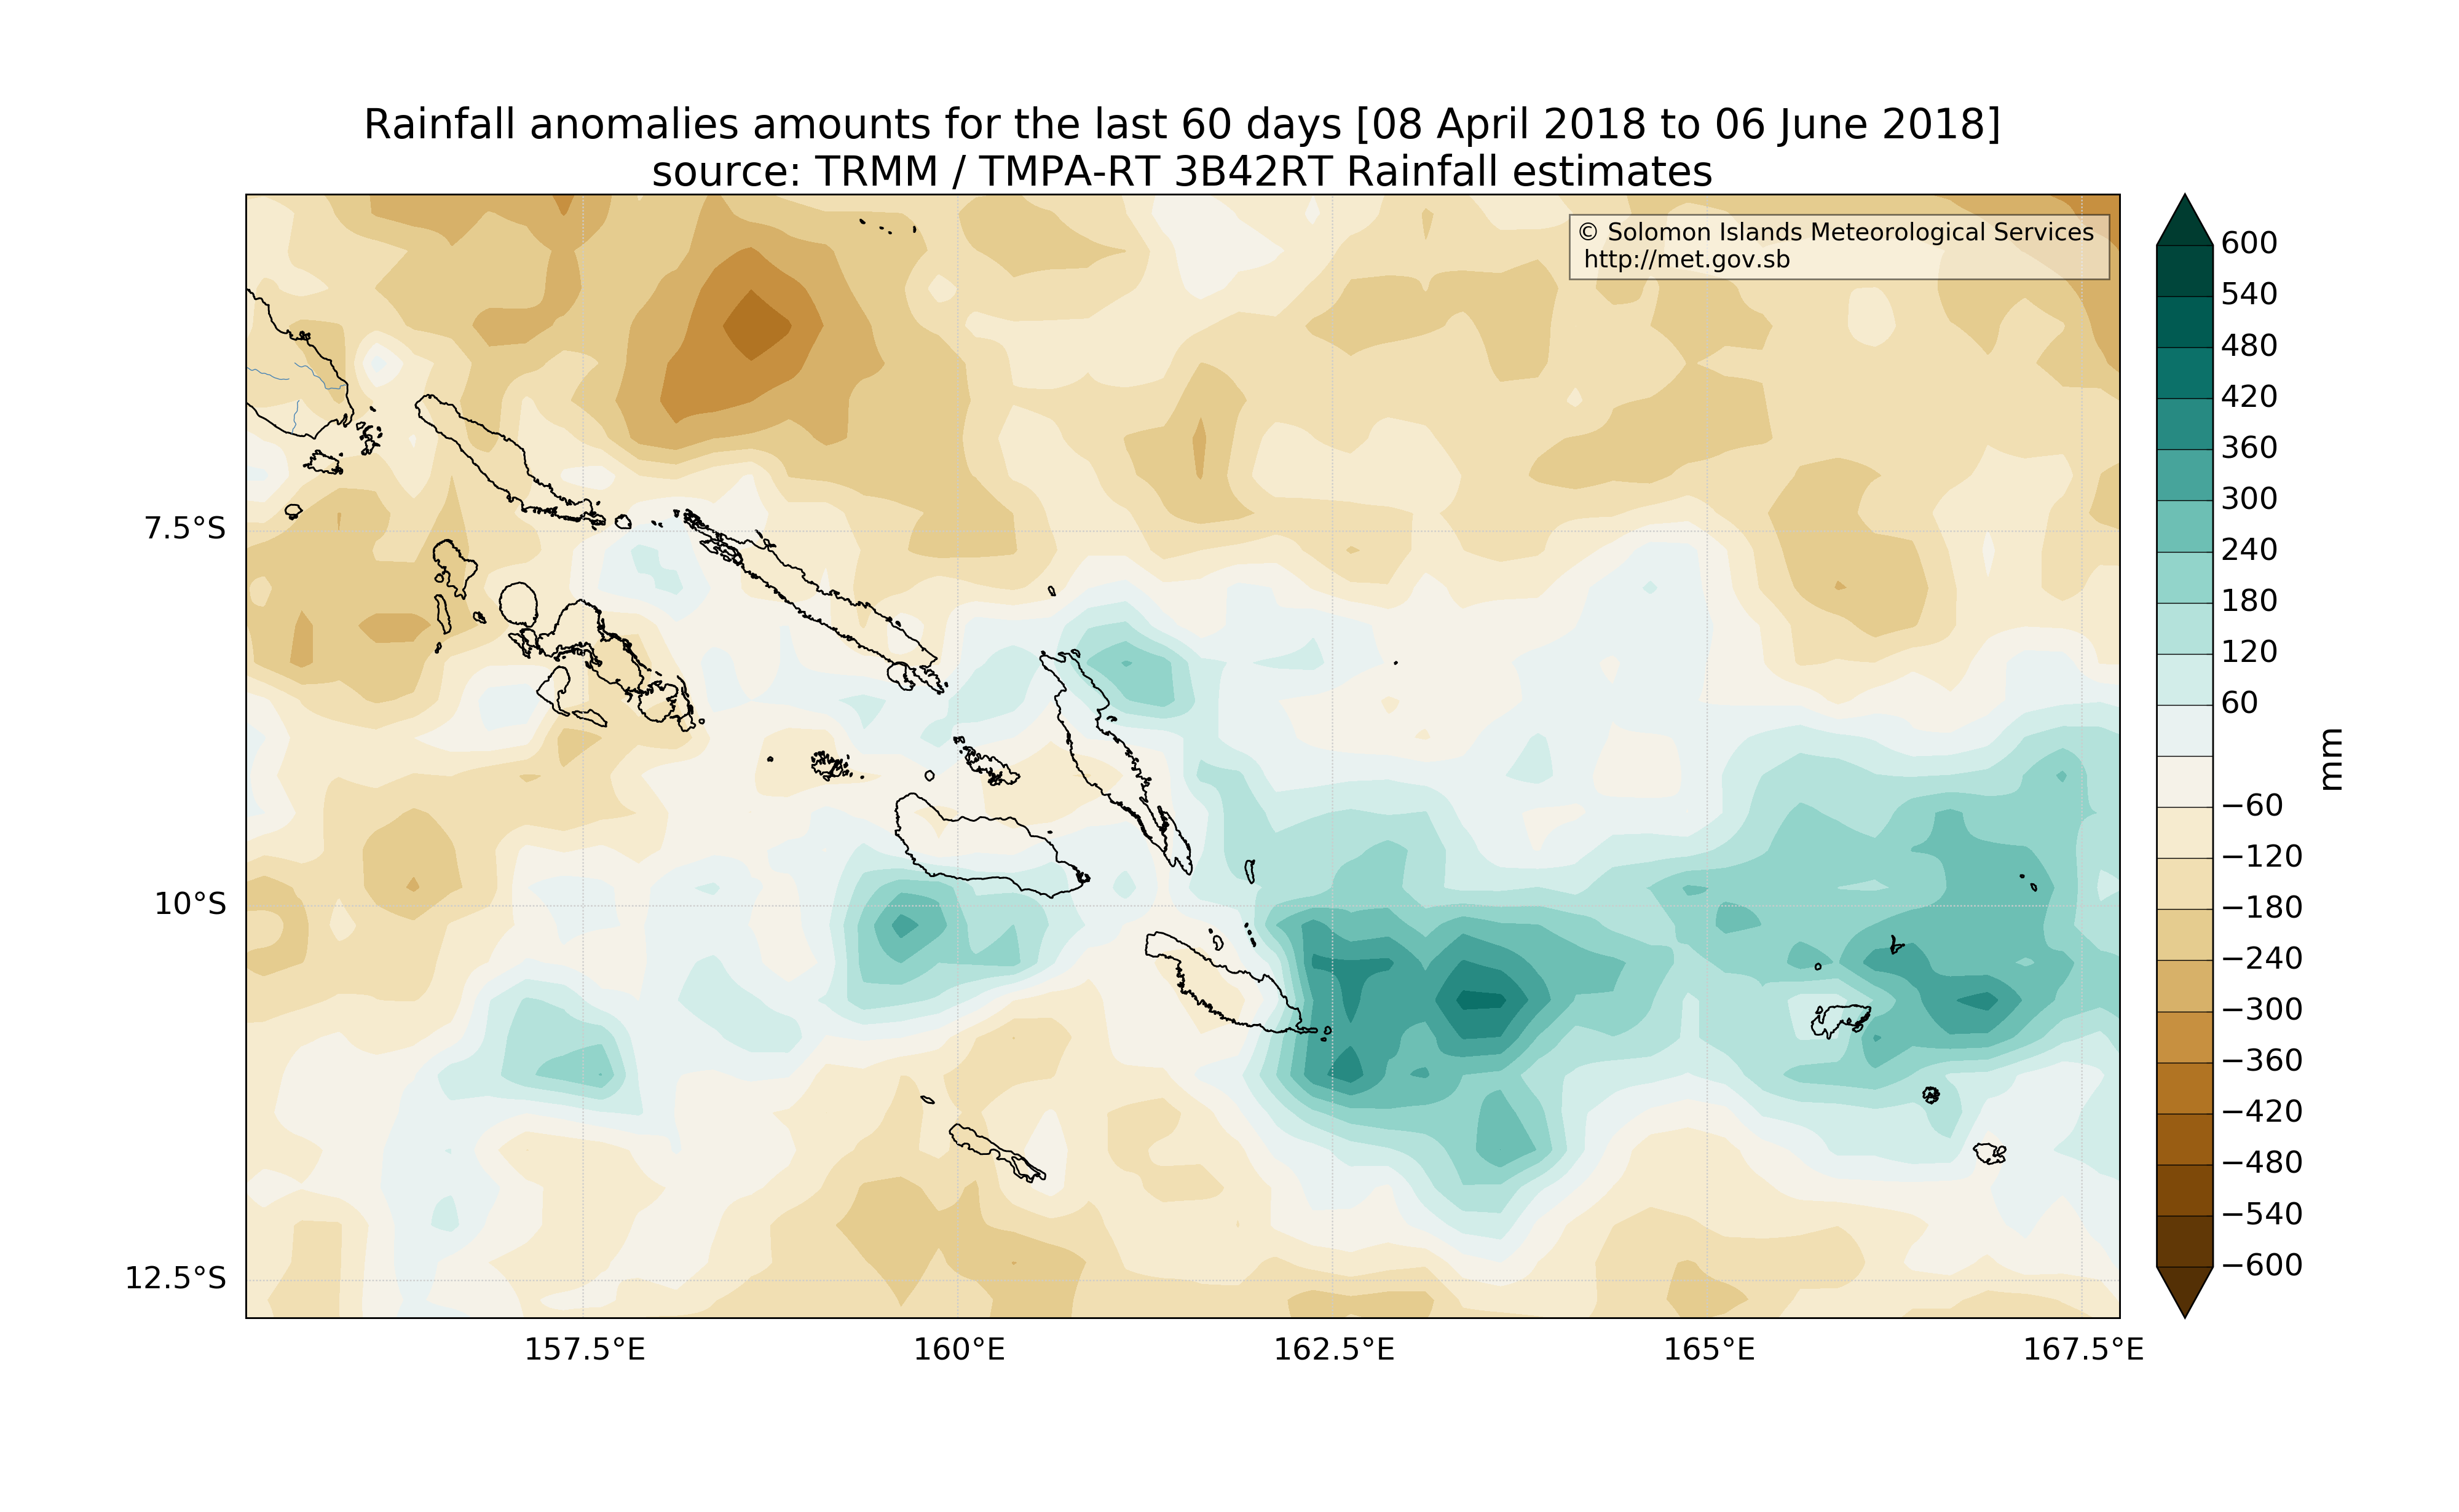 Rainfall anomalies amounts for the last 60 days [08 April 2018 to 06 June 2018]
source: TRMM / TMPA-RT 3B42RT Rainfall estimates
© Solomon Islands Meteorological Services
http://met.gov.sb
7.5°S
10°S
12.5°S
157.5°E
160°E
162.5°E
165°E
167.5°E
600
540
480
420
360
300
240
180
120
60
−60
−120
−180
−240
−300
−360
−420
−480
−540
−600
mm